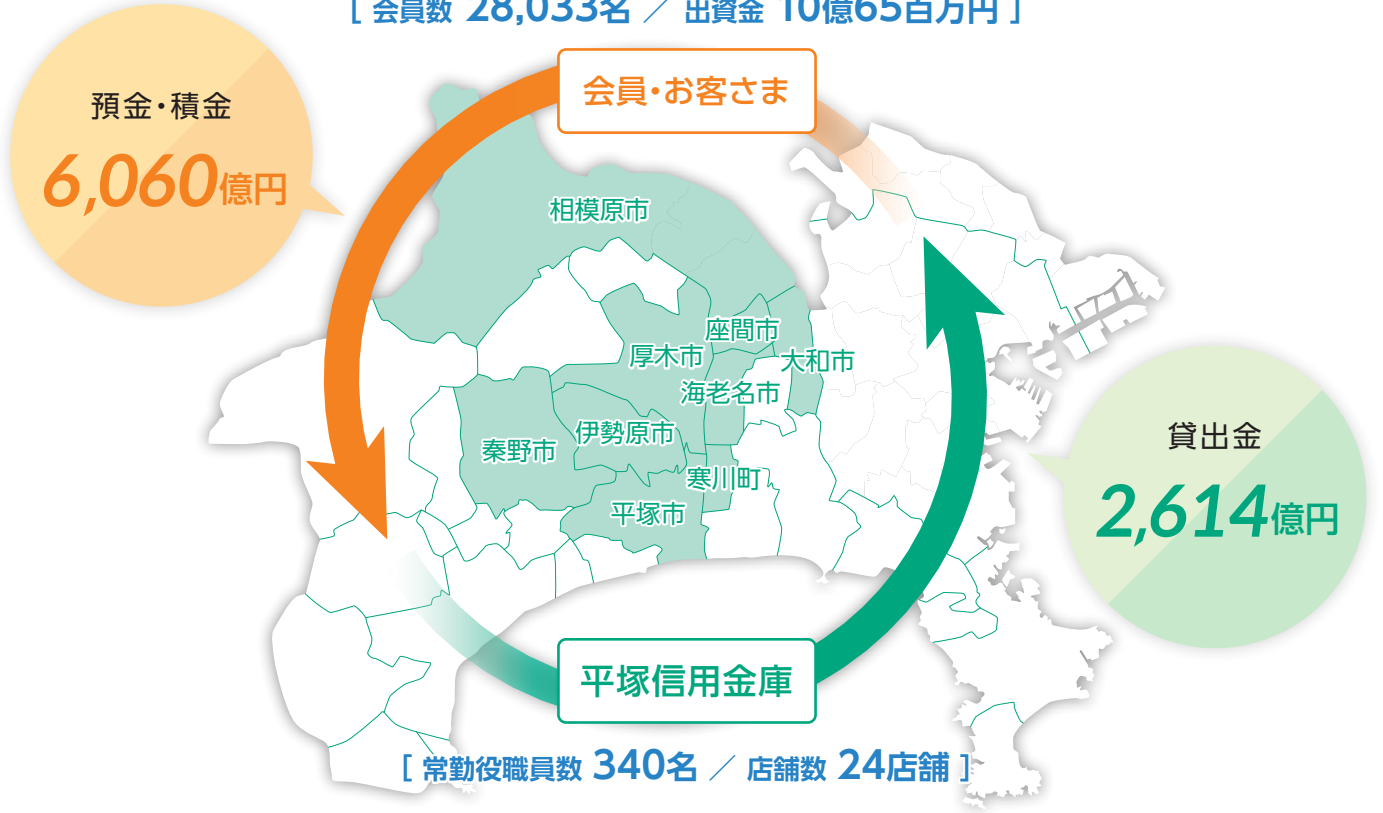 [ 会員数 28,033名 ／ 出資金 10億65百万円 ]
会員・お客さま
預金・積金
6,060億円
相模原市
座間市
厚木市
大和市
海老名市
伊勢原市
秦野市
寒川町
平塚市
貸出金
2,614億円
平塚信用金庫
[ 常勤役職員数 340名 ／ 店舗数 24店舗 ]